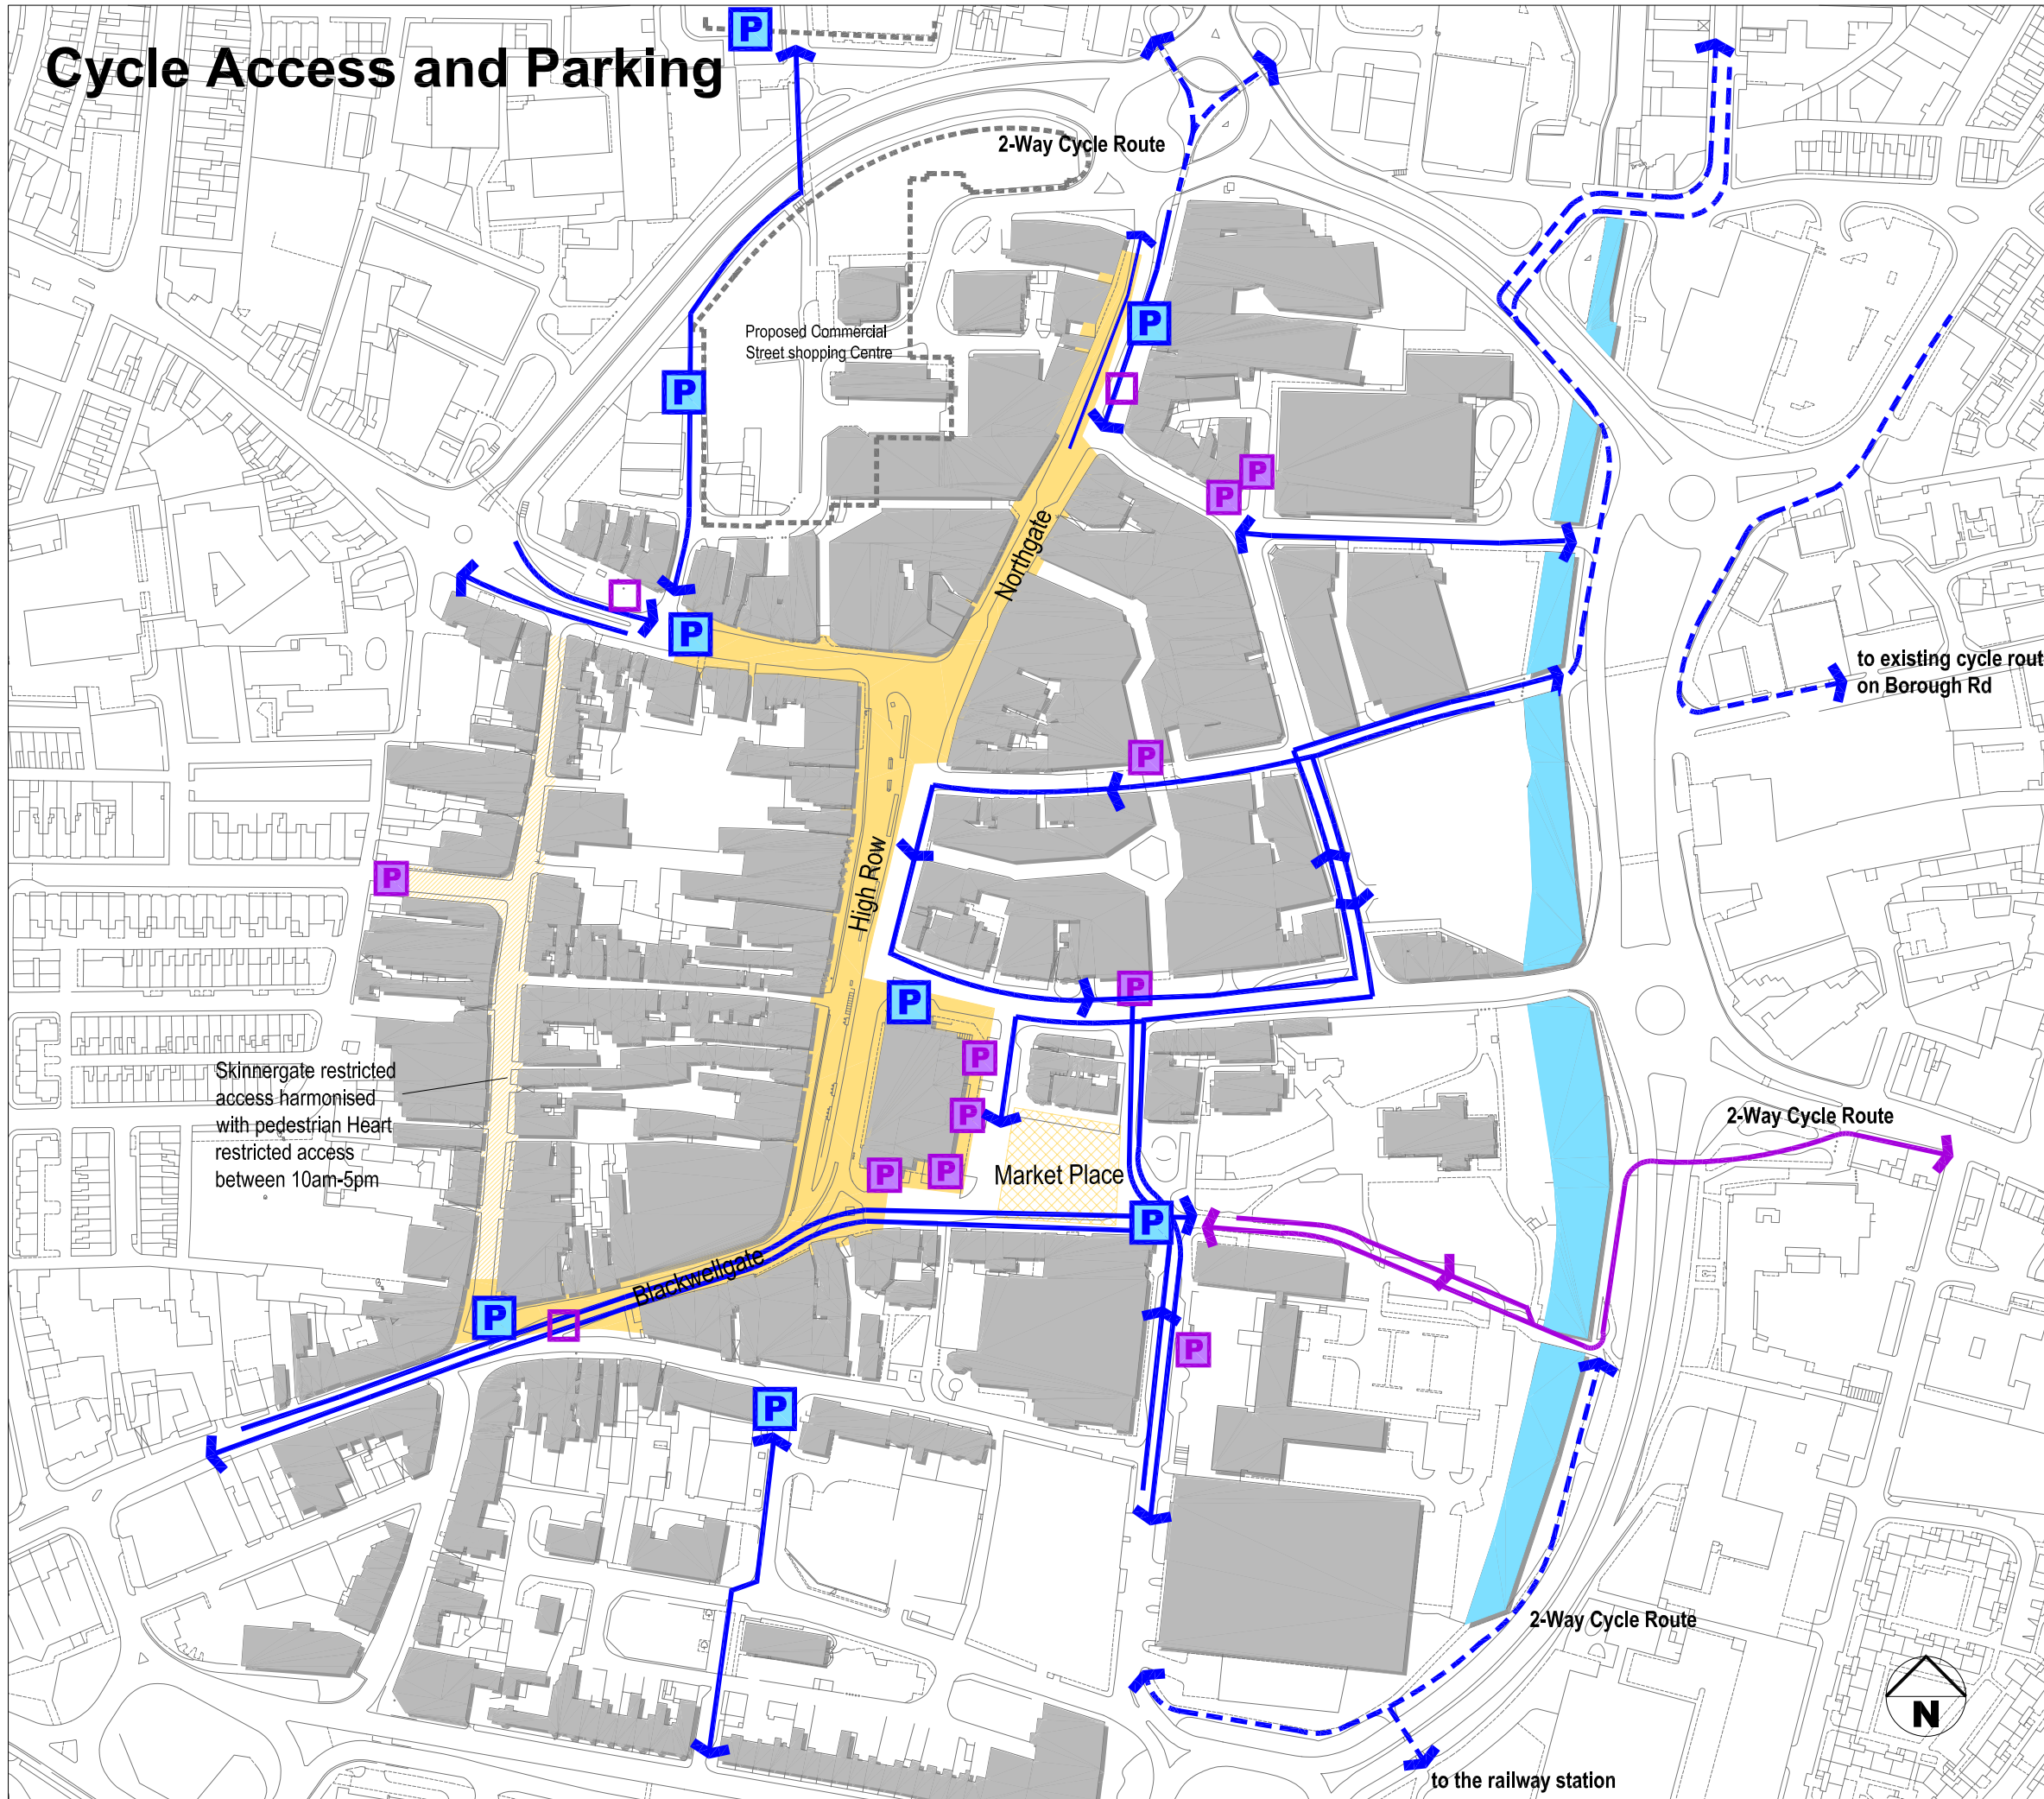 Cycle Access and Parking
P
2-Way Cycle Route
P
Proposed Commercial
Street shopping Centre
P
P
P
Northgate
P
to existing cycle rout
on Borough Rd
P
High Row
P
P
P
Skinnergate restricted
access harmonised
with pedestrian Heart
restricted access
between 10am-5pm
P
P
2-Way Cycle Route
P
P
Market Place
P
Blackwellgate
P
P
P
2-Way Cycle Route
N
to the railway station